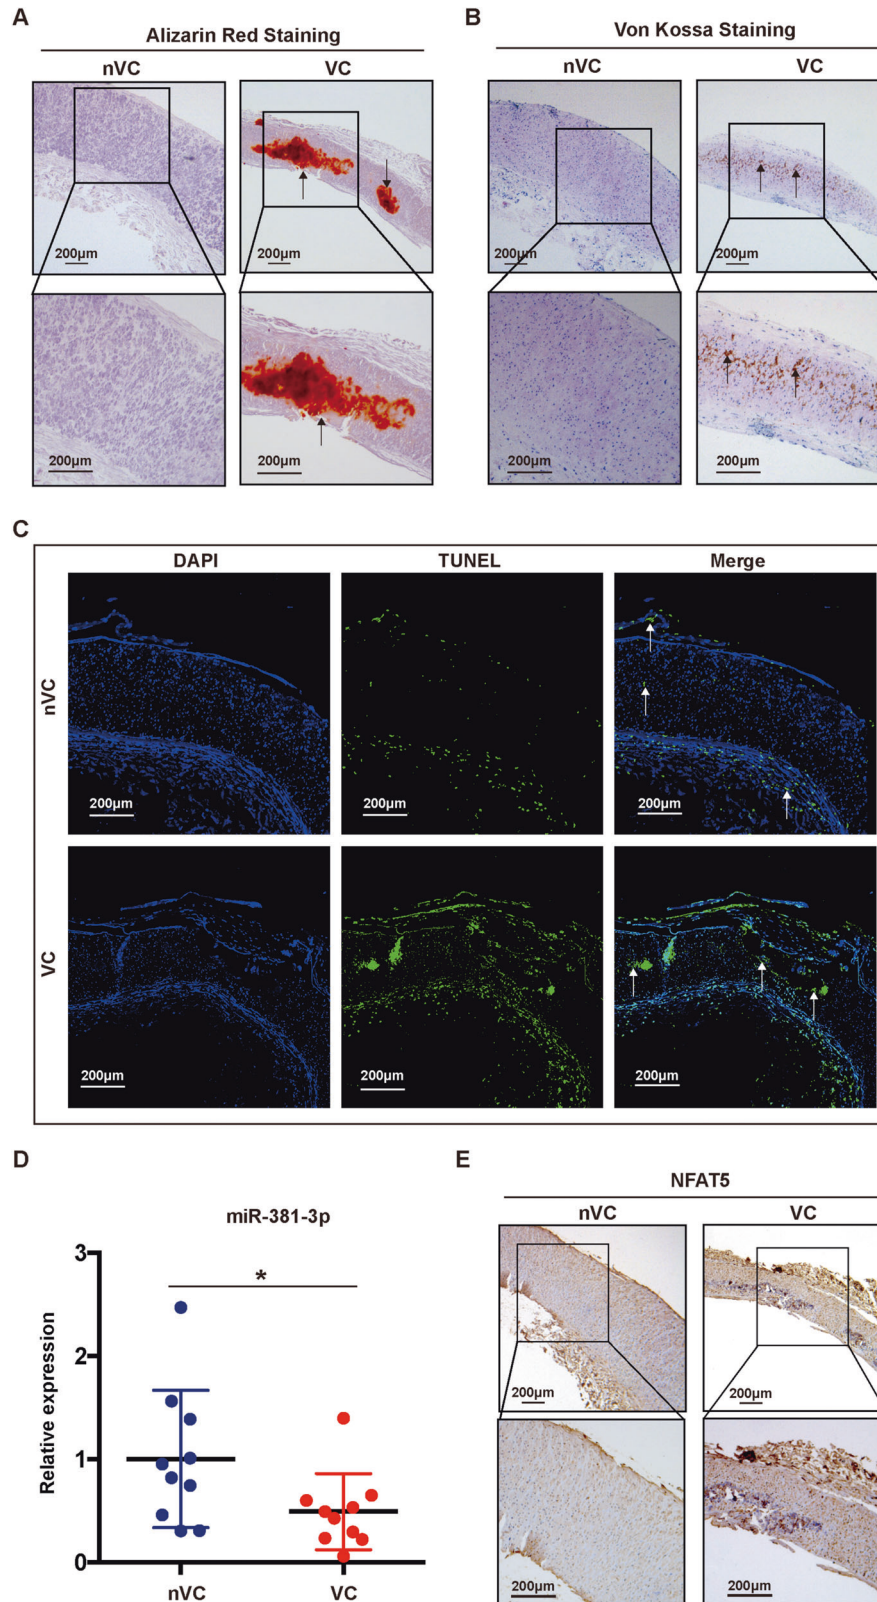 A
Alizarin Red Staining
nVC
VC
200μm
200μm
200μm
200μm
B
Von Kossa Staining
nVC
VC
200μm
200μm
200μm
200μm
C
DAPI
TUNEL
Merge
nVC
200μm
200μm
200μm
VC
200μm
200μm
200μm
D
miR-381-3p
*
Relative expression
3
2
1
0
nVC
VC
E
NFAT5
nVC
VC
200μm
200μm
200μm
200μm